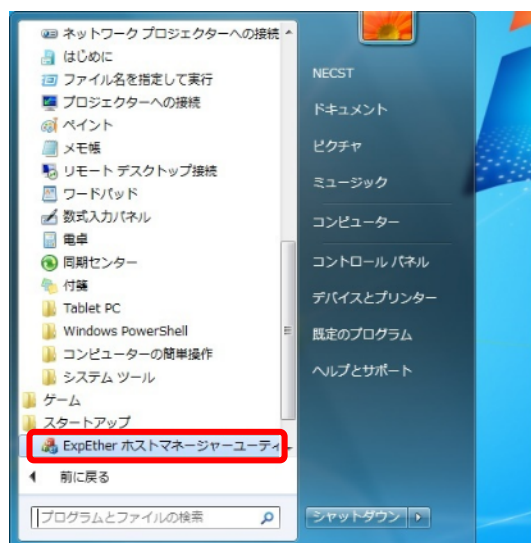 ネットワーク プロジェクターへの接続
はじめに
ファイル名を指定して実行
プロジェクターへの接続
ペイント
メモ帳
リモート デスクトップ接続
ワードパッド
数式入力パネル
電卓
同期センター
付箋
Tablet PC
Windows PowerShell
コンピューターの簡単操作
システム ツール
ゲーム
スタートアップ
ExpEther ホストマネージャーユーティ
前に戻る
プログラムとファイルの検索
NECST
ドキュメント
ピクチャ
ミュージック
コンピューター
コントロール パネル
デバイスとプリンター
既定のプログラム
ヘルプとサポート
シャットダウン